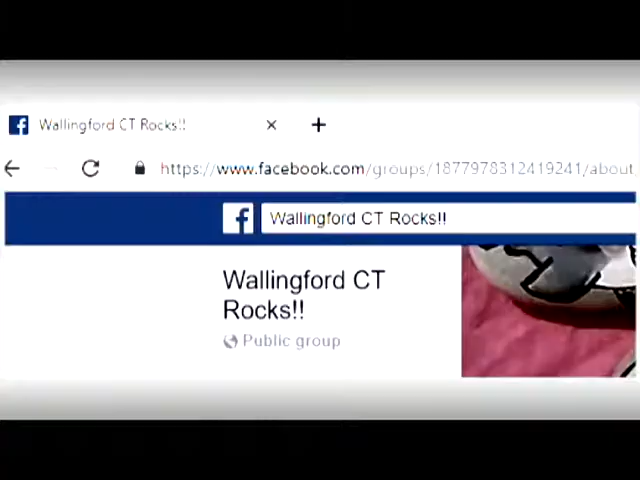 Wallingford CT Rocks!!
https://www.facebook.com/groups/1877978312419241/about
Wallingford CT Rocks!!
Wallingford CT
Rocks!!
Public group